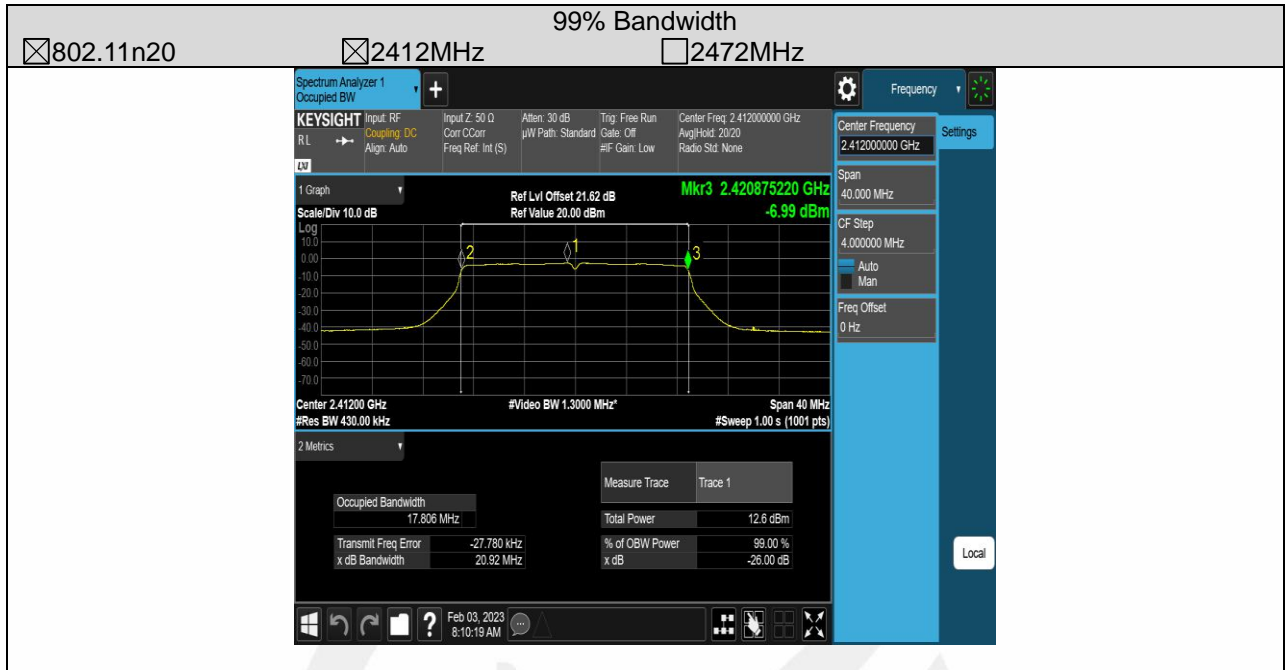 99% Bandwidth
☒802.11n20 ☒2412MHz ☐2472MHz
Spectrum Analyzer 1
Occupied BW
+
Frequency
KEYSIGHT Input: RF Input Z: 50 Ω Atten: 30 dB Trig: Free Run Center Freq: 2.412000000 GHz
RL Coupling: DC Corr CCorr µW Path: Standard Gate: Off Avg|Hold: 20/20
Align: Auto Freq Ref: Int (S) #IF Gain: Low Radio Std: None
LXI
Center Frequency
2.412000000 GHz
Settings
Span
40.000 MHz
CF Step
4.000000 MHz
Auto
Man
Freq Offset
0 Hz
Local
1 Graph Ref Lvl Offset 21.62 dB Mkr3 2.420875220 GHz
Scale/Div 10.0 dB Ref Value 20.00 dBm -6.99 dBm
Log
10.0
0.00
-10.0
-20.0
-30.0
-40.0
-50.0
-60.0
-70.0
2 1 3
Center 2.41200 GHz #Video BW 1.3000 MHz* Span 40 MHz
#Res BW 430.00 kHz #Sweep 1.00 s (1001 pts)
2 Metrics
Measure Trace Trace 1
Occupied Bandwidth
17.806 MHz Total Power 12.6 dBm
Transmit Freq Error -27.780 kHz % of OBW Power 99.00 %
x dB Bandwidth 20.92 MHz x dB -26.00 dB
? Feb 03, 2023
8:10:19 AM